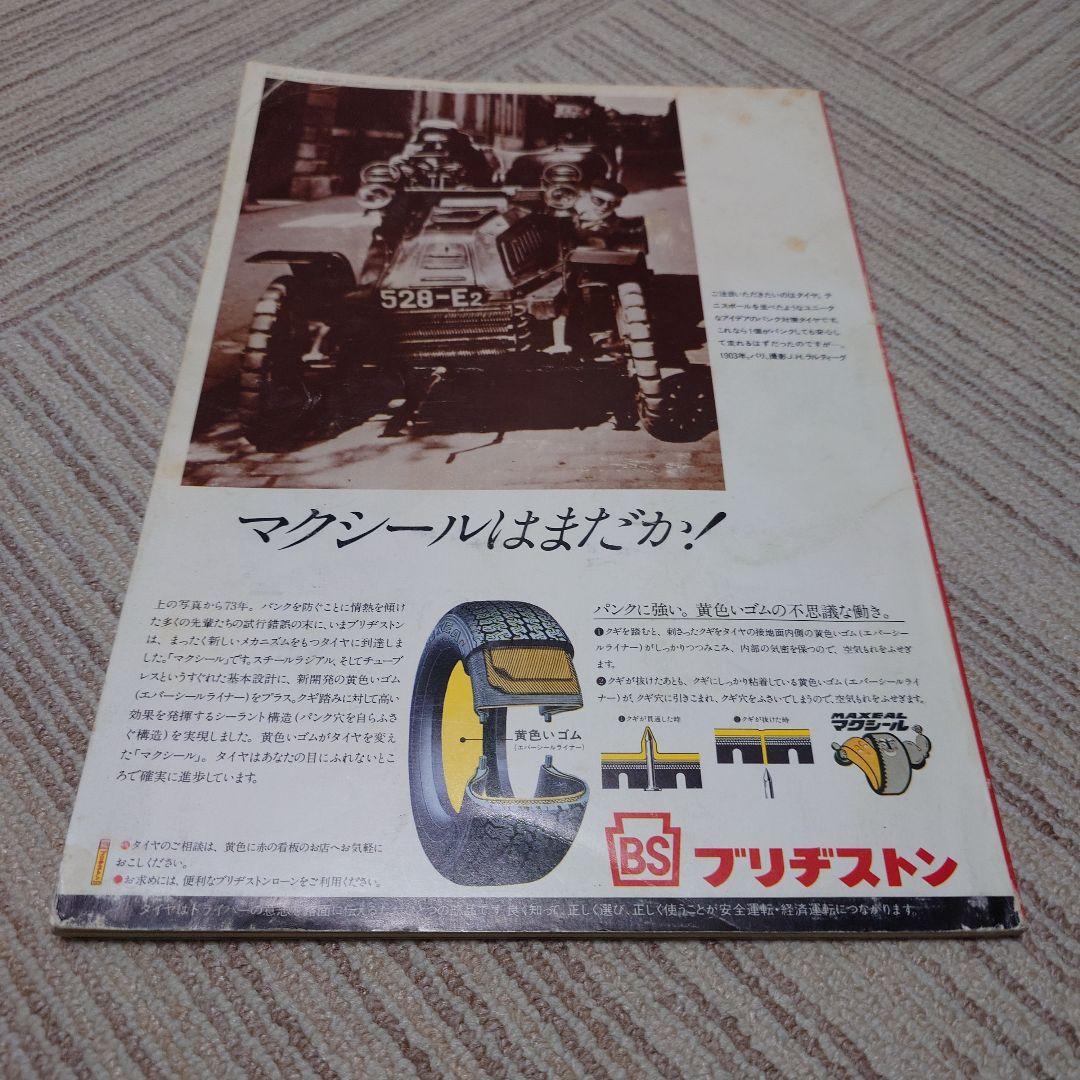 528-E2
ご注目いただきたいのはタイヤ。テ
ニスボールを並べたようなユニーク
なアイデアのパンク対策タイヤです。
これなら1個がパンクしても安心し
て走れるはずだったのですが…。
1903年、パリ、撮影J.H.ラルティーグ
マクシールはまだか!
上の写真から73年。パンクを防ぐことに情熱を傾け
た多くの先輩たちの試行錯誤の末に、いまブリヂストン
は、まったく新しいメカニズムをもつタイヤに到達しま
した。「マクシール」です。スチールラジアル、そしてチューブ
レスというすぐれた基本設計に、新開発の黄色いゴム
(エバーシールライナー)をプラス。クギ踏みに対して高い
効果を発揮するシーラント構造(パンク穴を自らふさ
ぐ構造)を実現しました。黄色いゴムがタイヤを変え
た「マクシール」。タイヤはあなたの目にふれないとこ
ろで確実に進歩しています。
●タイヤのご相談は、黄色に赤の看板のお店へお気軽に
おこしください。
●お求めには、便利なブリヂストンローンをご利用ください。
黄色いゴム
(エバーシールライナー)
パンクに強い。黄色いゴムの不思議な働き。
❶クギを踏むと、刺さったクギをタイヤの接地面内側の黄色いゴム(エバーシー
ルライナー)がしっかりつつみこみ、内部の気密を保つので、空気もれをふせぎ
ます。
❷クギが抜けたあとも、クギにしっかり粘着している黄色いゴム(エバーシールライ
ナー)が、クギ穴に引きこまれ、クギ穴をふさいでしまうので、空気もれをふせぎます。
❶クギが貫通した時
❷クギが抜けた時
MAXEAL
マクシール
BS
ブリヂストン
タイヤはドライバーの意志を路面に伝える 良く知って、正しく選び、正しく使うことが安全運転・経済運転につながります。